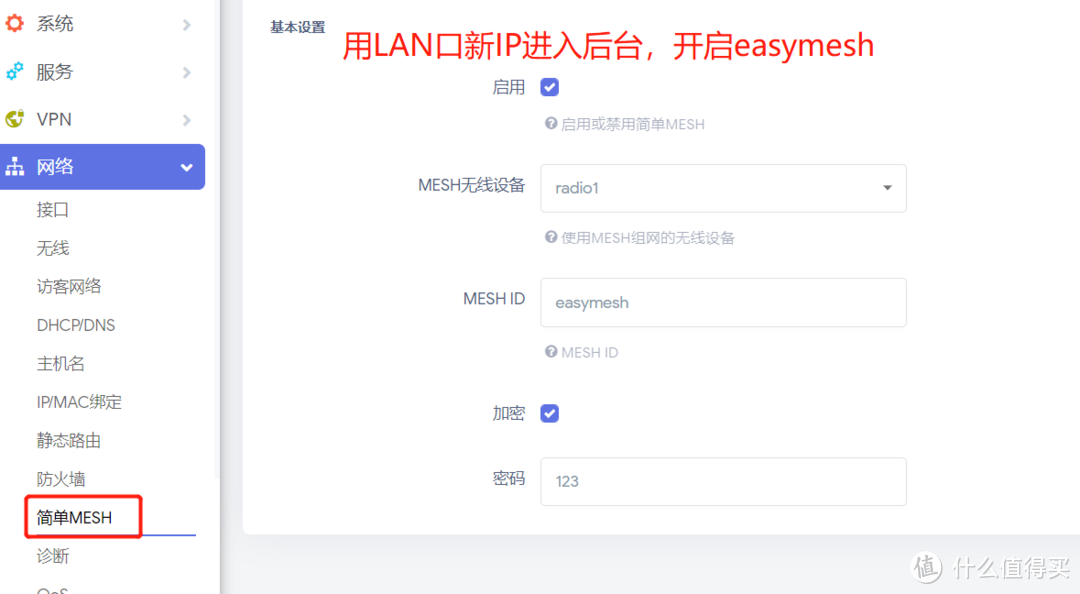 系统
服务
VPN
网络
接口
无线
访客网络
DHCP/DNS
主机名
IP/MAC绑定
静态路由
防火墙
简单MESH
诊断
QoS
基本设置
用LAN口新IP进入后台，开启easymesh
启用
启用或禁用简单MESH
MESH无线设备
radio1
使用MESH组网的无线设备
MESH ID
easymesh
MESH ID
加密
密码
123
值 什么值得买